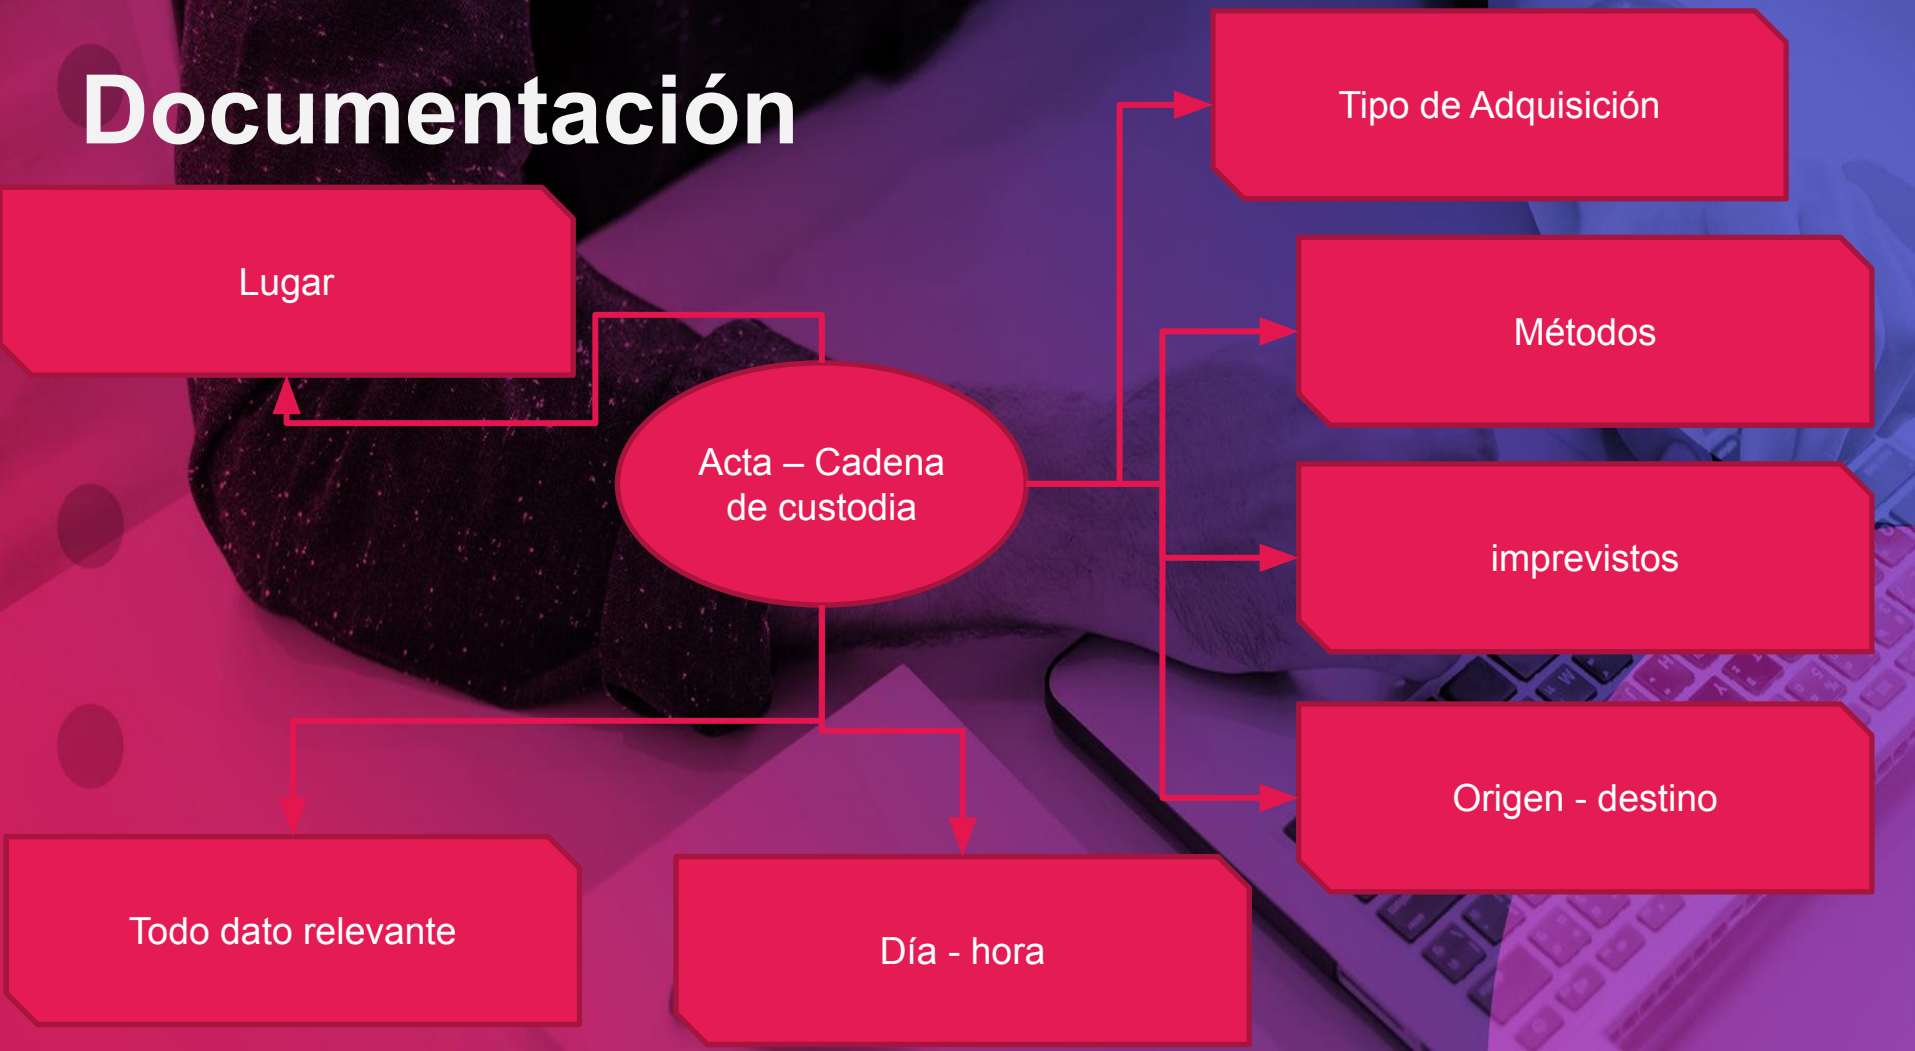 Documentación
Tipo de Adquisición
Lugar
Métodos
Acta – Cadena
de custodia
imprevistos
Origen - destino
Todo dato relevante
Día - hora